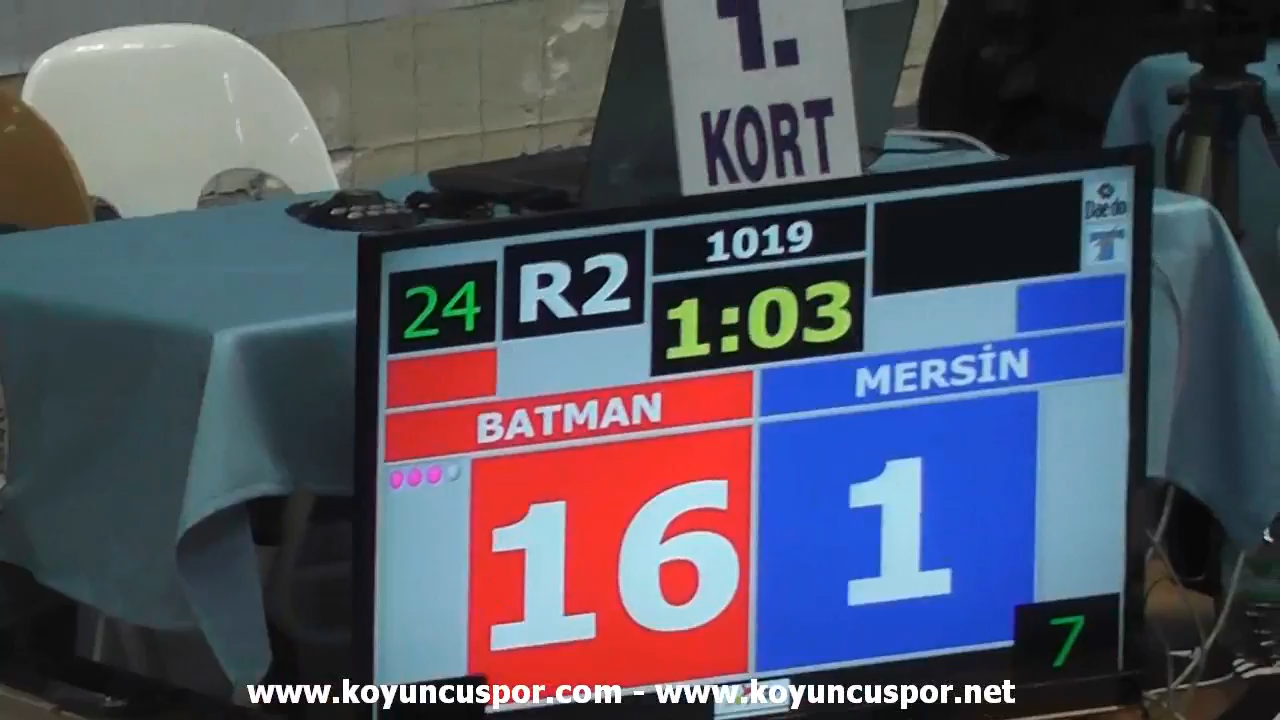 1.
KORT
Daedo
24
R2
1019
1:03
BATMAN
MERSİN
16
1
7
www.koyuncuspor.com - www.koyuncuspor.net